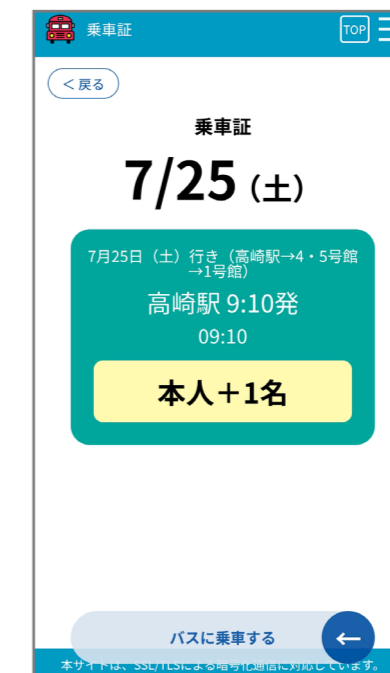 乗車証
TOP
＜戻る
乗車証
7/25（土）
7月25日（土）行き（高崎駅→4・5号館
→1号館）
高崎駅 9:10発
09:10
本人＋1名
バスに乗車する
←
本サイトは、SSL/TLSによる暗号化通信に対応しています。